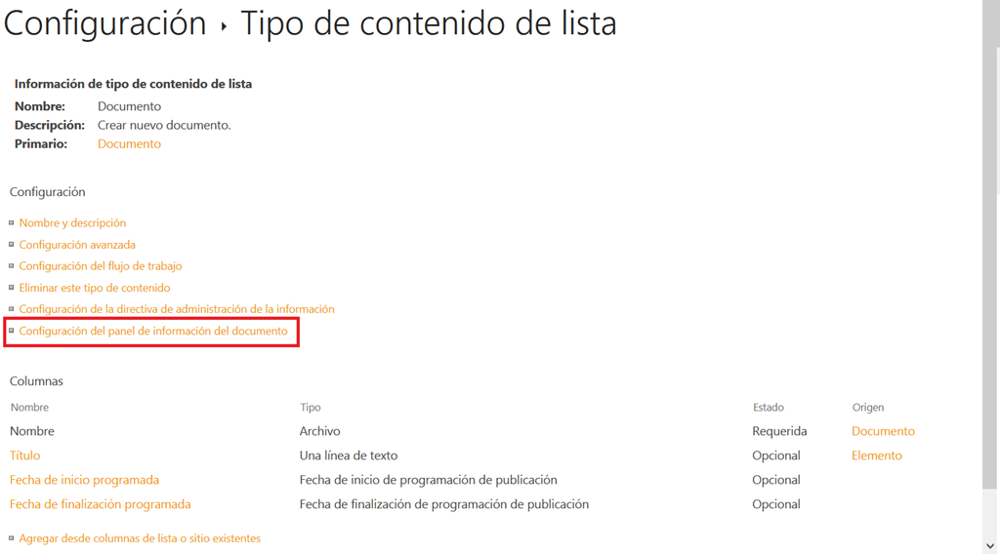 Configuración ▸ Tipo de contenido de lista
Información de tipo de contenido de lista
Nombre: Documento
Descripción: Crear nuevo documento.
Primario: Documento
Configuración
Nombre y descripción
Configuración avanzada
Configuración del flujo de trabajo
Eliminar este tipo de contenido
Configuración de la directiva de administración de la información
Configuración del panel de información del documento
Columnas
Nombre Tipo Estado Origen
Nombre Archivo Requerida Documento
Título Una línea de texto Opcional Elemento
Fecha de inicio programada Fecha de inicio de programación de publicación Opcional
Fecha de finalización programada Fecha de finalización de programación de publicación Opcional
Agregar desde columnas de lista o sitio existentes